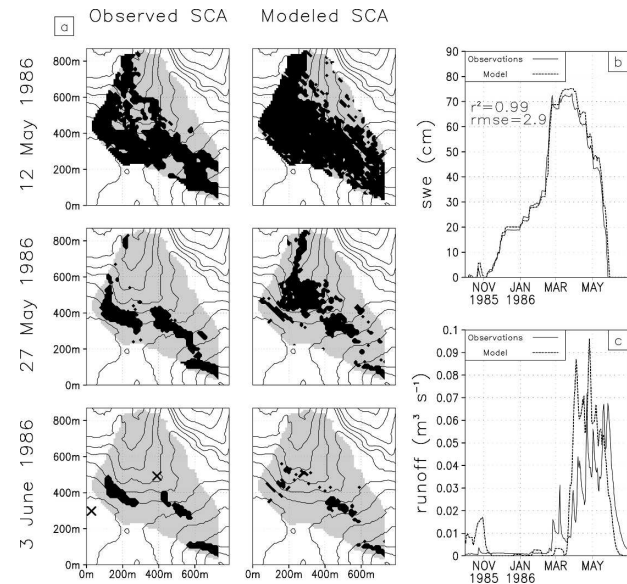 a
Observed SCA
Modeled SCA
12 May 1986
800m
600m
400m
200m
0m
27 May 1986
800m
600m
400m
200m
0m
3 June 1986
800m
600m
400m
200m
0m
0m 200m 400m 600m
0m 200m 400m 600m
b
Observations
Model
r²=0.99
rmse=2.9
swe (cm)
90
80
70
60
50
40
30
20
10
0
NOV MAR MAY
1985
JAN
1986
c
Observations
Model
runoff (m³ s⁻¹)
0.1
0.09
0.08
0.07
0.06
0.05
0.04
0.03
0.02
0.01
0
NOV JAN MAR MAY
1985 1986